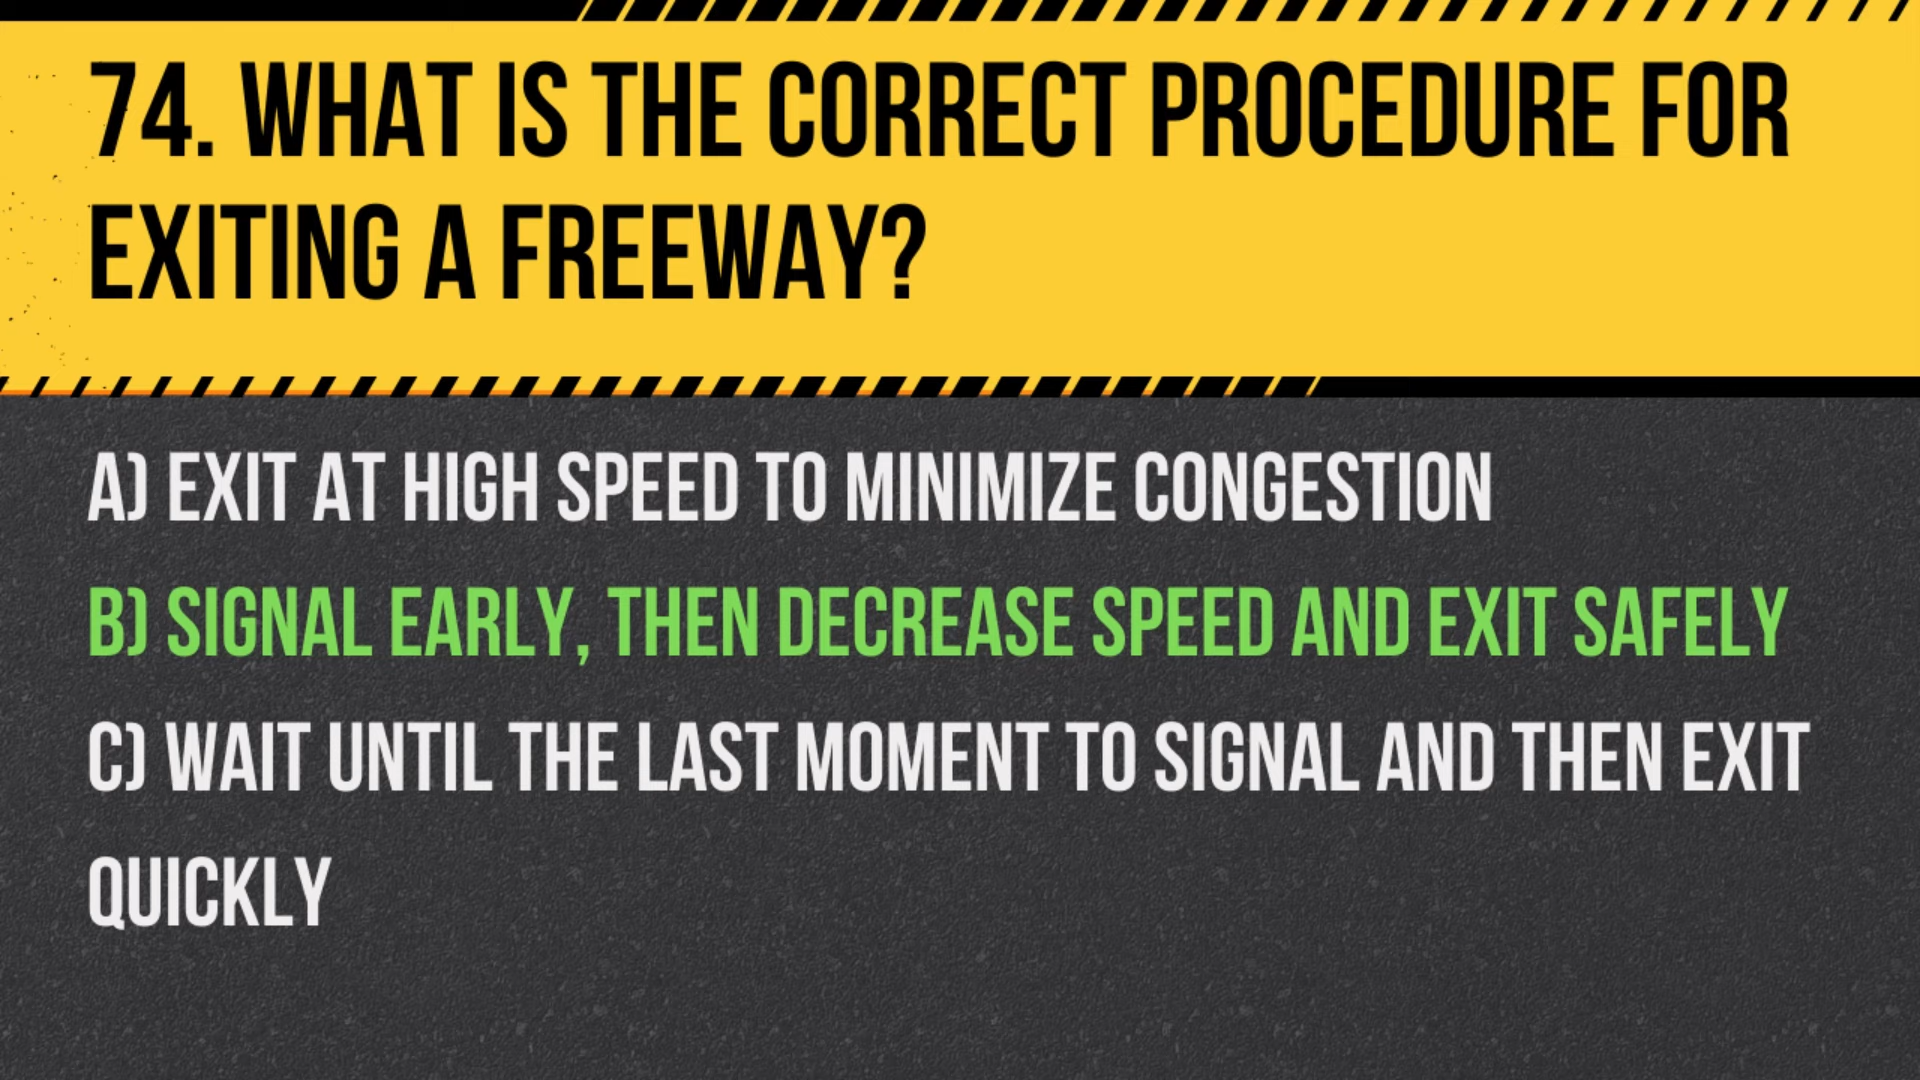 74. WHAT IS THE CORRECT PROCEDURE FOR
EXITING A FREEWAY?
A) EXIT AT HIGH SPEED TO MINIMIZE CONGESTION
B) SIGNAL EARLY, THEN DECREASE SPEED AND EXIT SAFELY
C) WAIT UNTIL THE LAST MOMENT TO SIGNAL AND THEN EXIT
QUICKLY